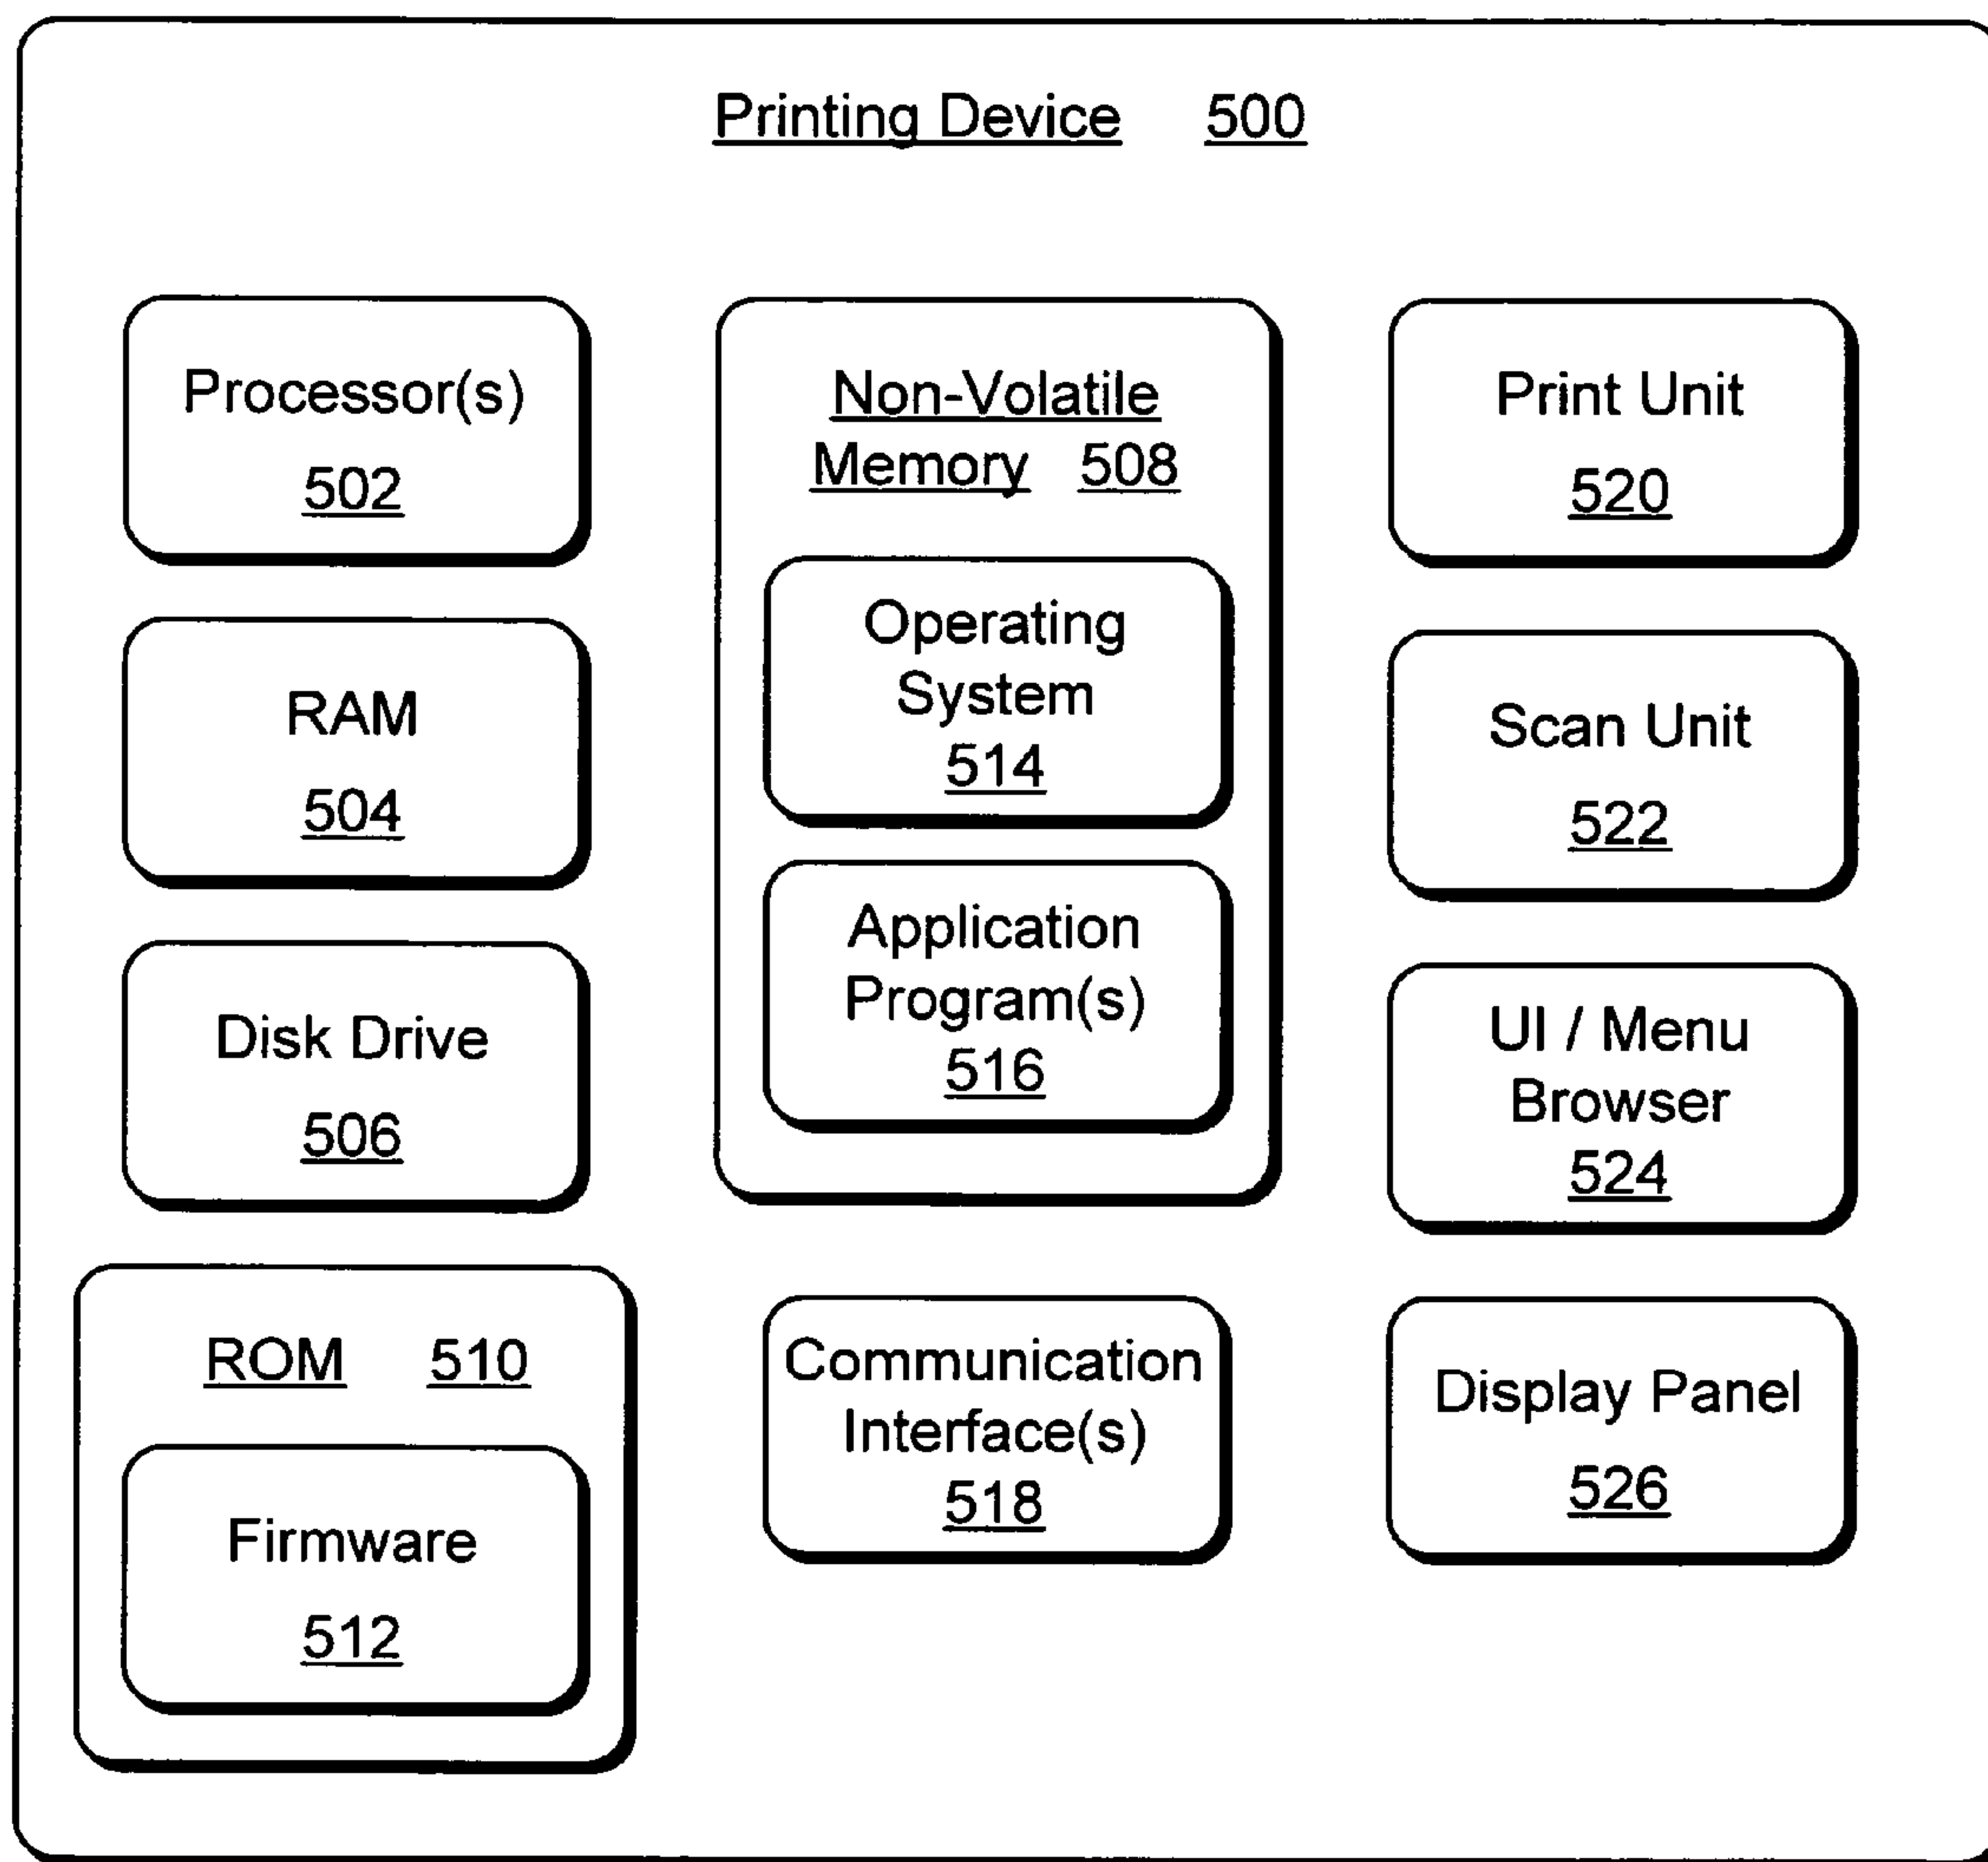 Printing Device 500
Processor(s)
502
RAM
504
Disk Drive
506
ROM 510
Firmware
512
Non-Volatile
Memory 508
Operating
System
514
Application
Program(s)
516
Communication
Interface(s)
518
Print Unit
520
Scan Unit
522
UI / Menu
Browser
524
Display Panel
526